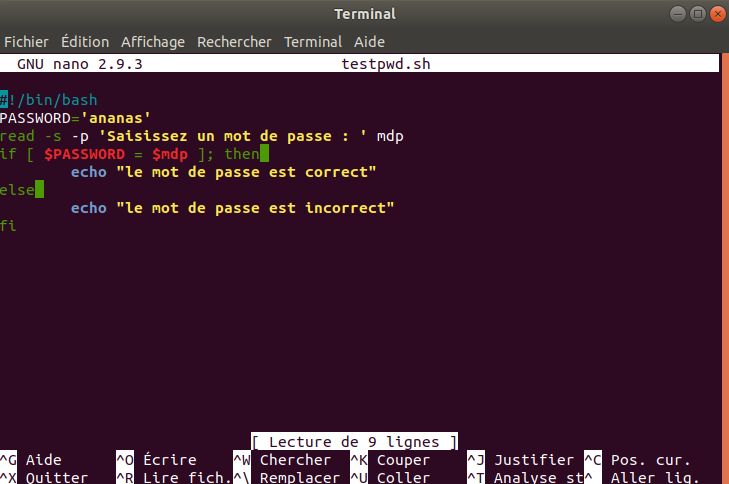 Terminal
Fichier Édition Affichage Rechercher Terminal Aide
GNU nano 2.9.3 testpwd.sh
#!/bin/bash
PASSWORD='ananas'
read -s -p 'Saisissez un mot de passe : ' mdp
if [ $PASSWORD = $mdp ]; then
echo "le mot de passe est correct"
else
echo "le mot de passe est incorrect"
fi
[ Lecture de 9 lignes ]
^G Aide ^O Écrire ^W Chercher ^K Couper ^J Justifier ^C Pos. cur.
^X Quitter ^R Lire fich. ^\ Remplacer ^U Coller ^T Analyse st ^_ Aller lig.